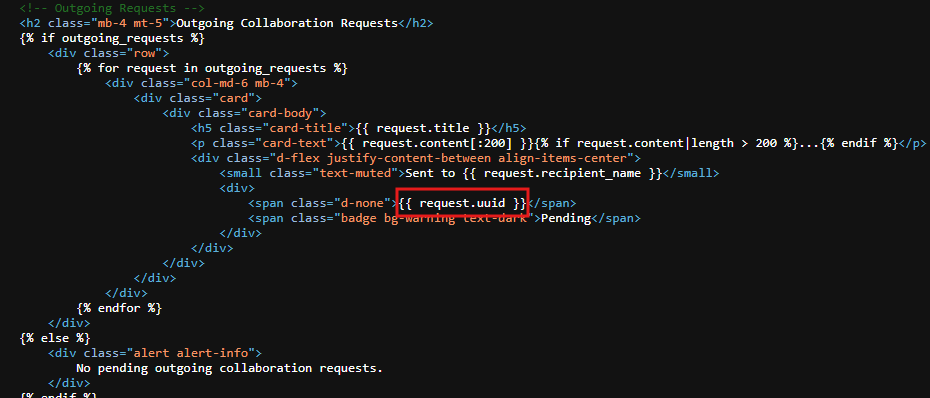 <!-- Outgoing Requests -->
<h2 class="mb-4 mt-5">Outgoing Collaboration Requests</h2>
{% if outgoing_requests %}
    <div class="row">
        {% for request in outgoing_requests %}
            <div class="col-md-6 mb-4">
                <div class="card">
                    <div class="card-body">
                        <h5 class="card-title">{{ request.title }}</h5>
                        <p class="card-text">{{ request.content[:200] }}{% if request.content|length > 200 %}...{% endif %}</p>
                        <div class="d-flex justify-content-between align-items-center">
                            <small class="text-muted">Sent to {{ request.recipient_name }}</small>
                            <div>
                                <span class="d-none">{{ request.uuid }}</span>
                                <span class="badge bg-warning text-dark">Pending</span>
                            </div>
                        </div>
                    </div>
                </div>
            </div>
        {% endfor %}
    </div>
{% else %}
    <div class="alert alert-info">
        No pending outgoing collaboration requests.
    </div>
{% endif %}